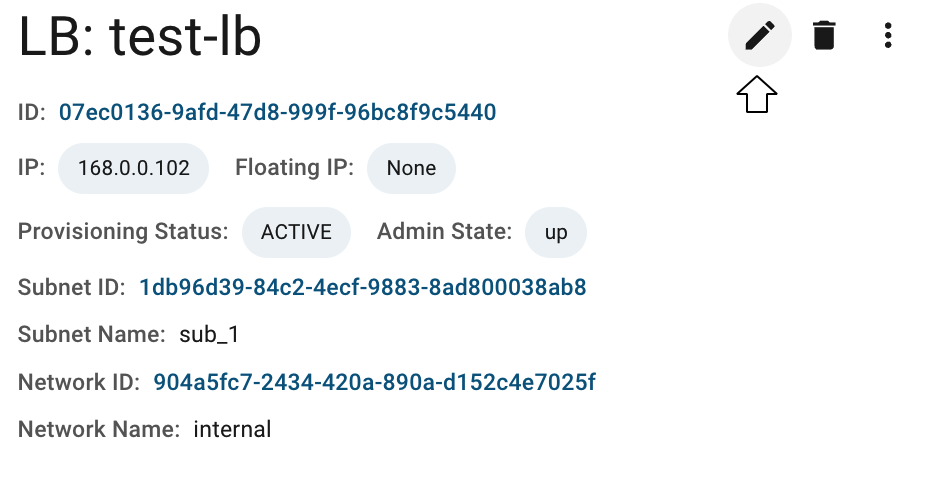 LB: test-lb
ID: 07ec0136-9afd-47d8-999f-96bc8f9c5440
IP: 168.0.0.102 Floating IP: None
Provisioning Status: ACTIVE Admin State: up
Subnet ID: 1db96d39-84c2-4ecf-9883-8ad800038ab8
Subnet Name: sub_1
Network ID: 904a5fc7-2434-420a-890a-d152c4e7025f
Network Name: internal